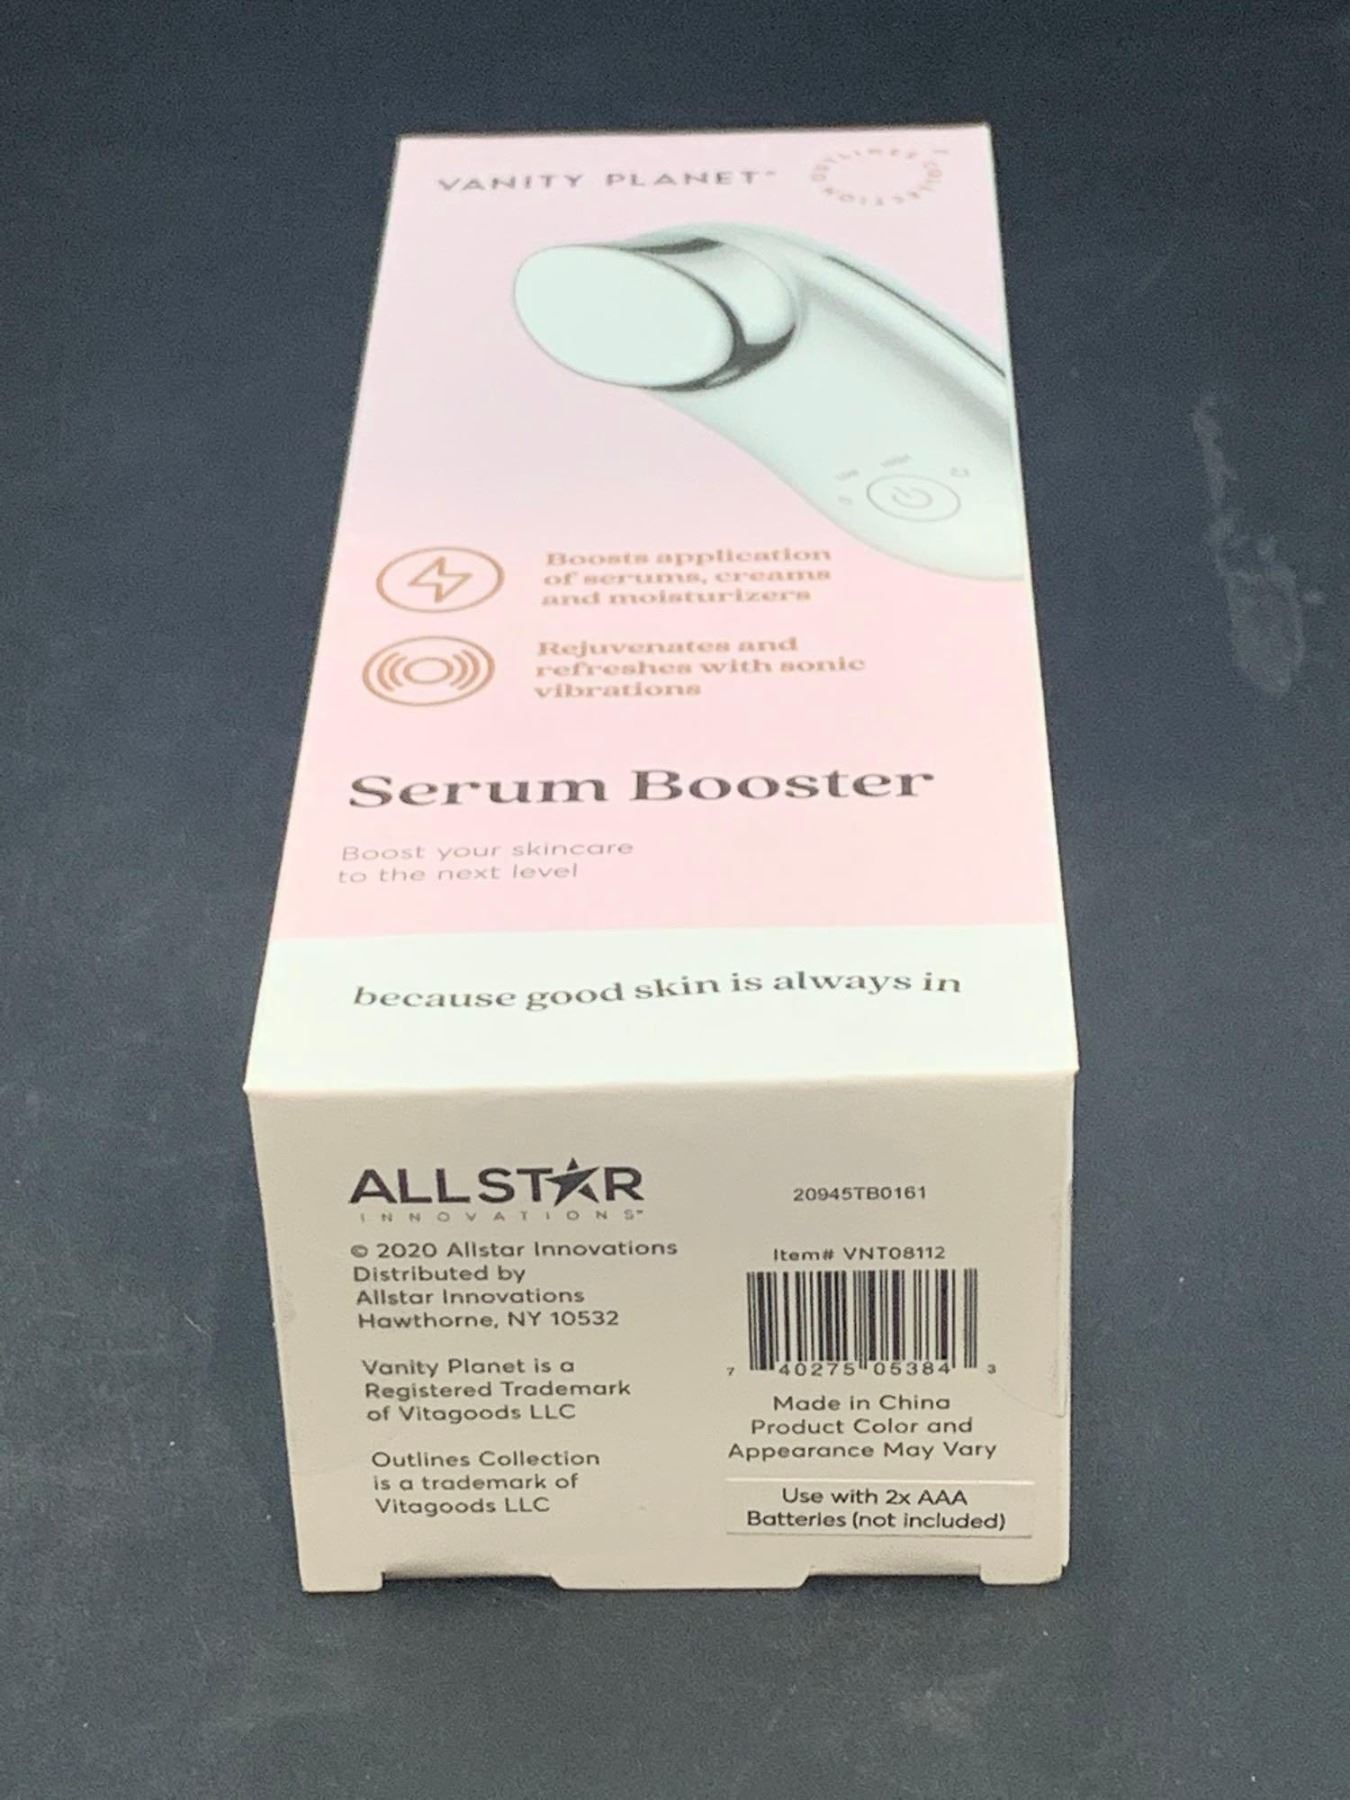 VANITY PLANET®
OUTLINES COLLECTION
Boosts application
of serums, creams
and moisturizers
Rejuvenates and
refreshes with sonic
vibrations
Serum Booster
Boost your skincare
to the next level
because good skin is always in
ALLSTAR
INNOVATIONS℠
© 2020 Allstar Innovations
Distributed by
Allstar Innovations
Hawthorne, NY 10532
Vanity Planet is a
Registered Trademark
of Vitagoods LLC
Outlines Collection
is a trademark of
Vitagoods LLC
20945TB0161
Item# VNT08112
7 40275 05384 3
Made in China
Product Color and
Appearance May Vary
Use with 2x AAA
Batteries (not included)